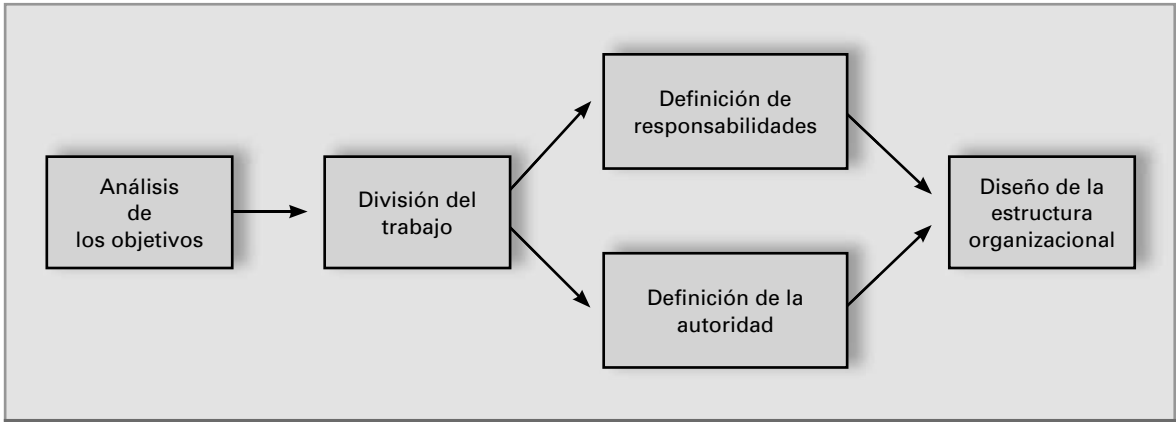 Análisis
de
los objetivos
División del
trabajo
Definición de
responsabilidades
Definición de la
autoridad
Diseño de la
estructura
organizacional